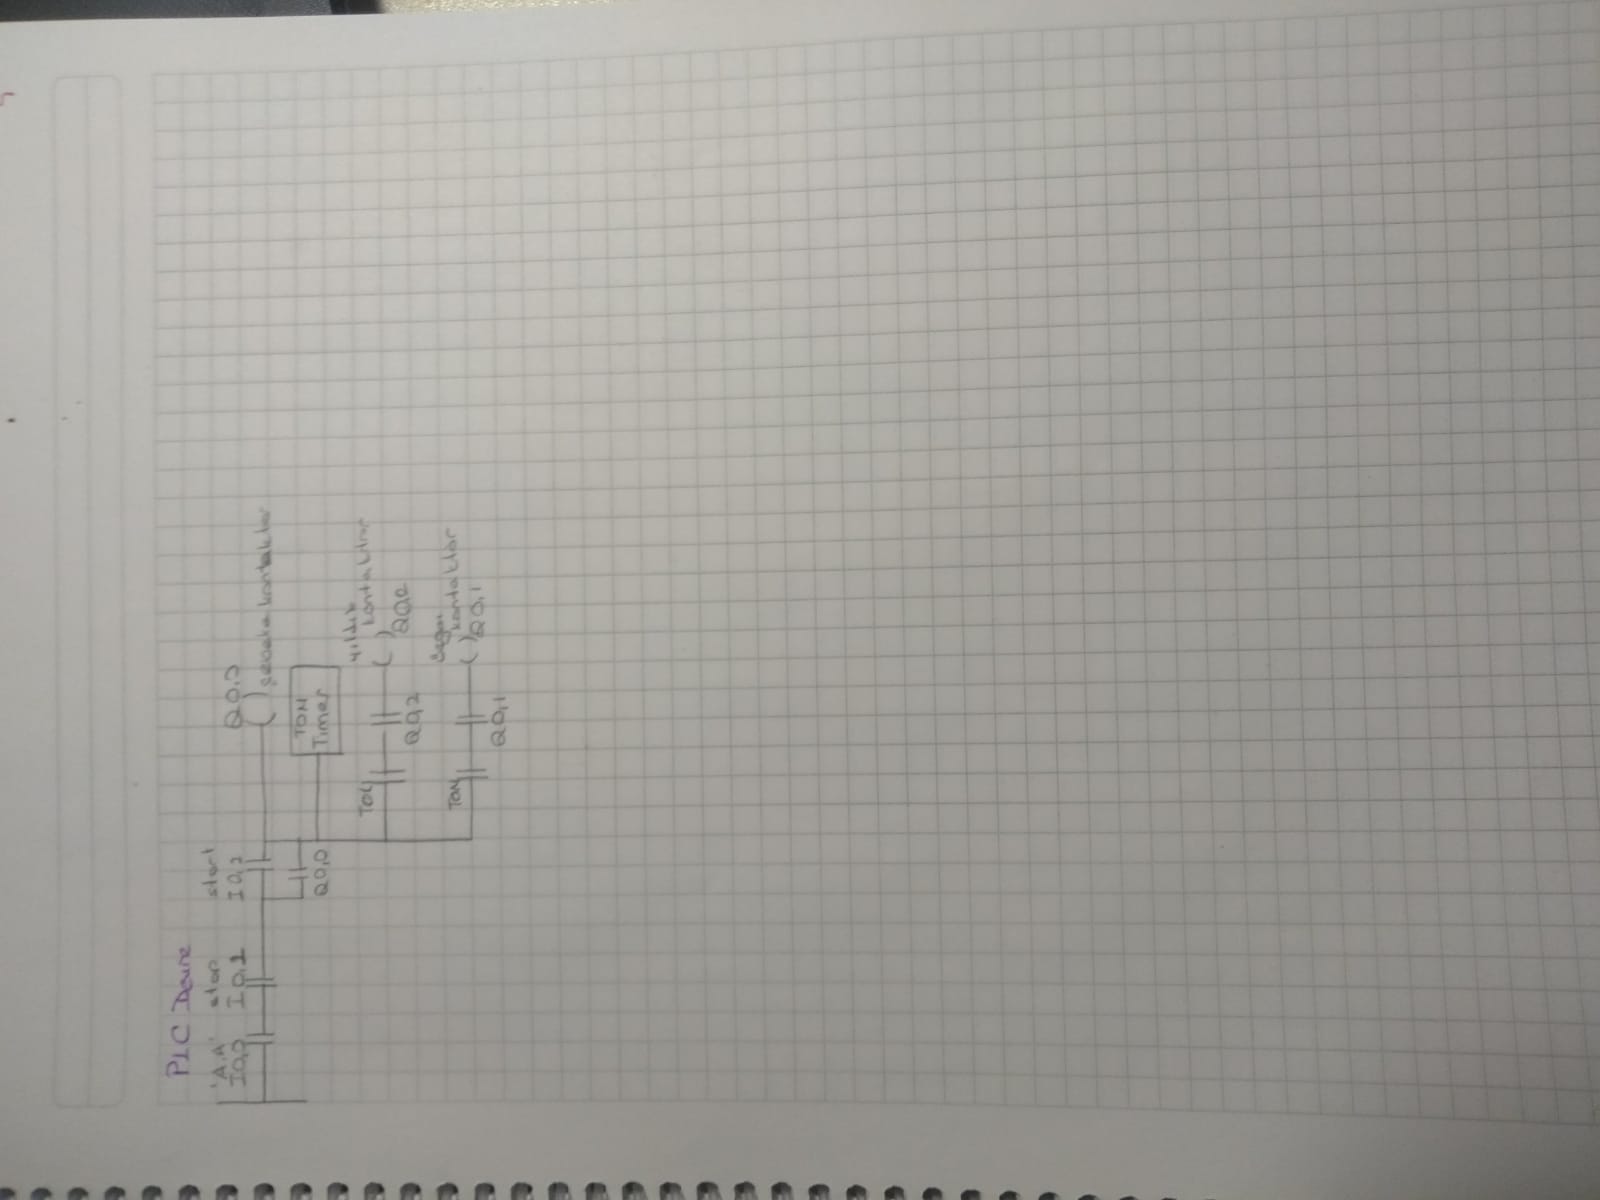 PLC Devre
'A.A' stop start
I0,0 I0,1 I0,2 Q0,0
şebeke kontaktör
Q0,0
TON
Timer
TON yıldız
kontaktör
Q0,2 Q0,2
TON üçgen
kontaktör
Q0,1 Q0,1